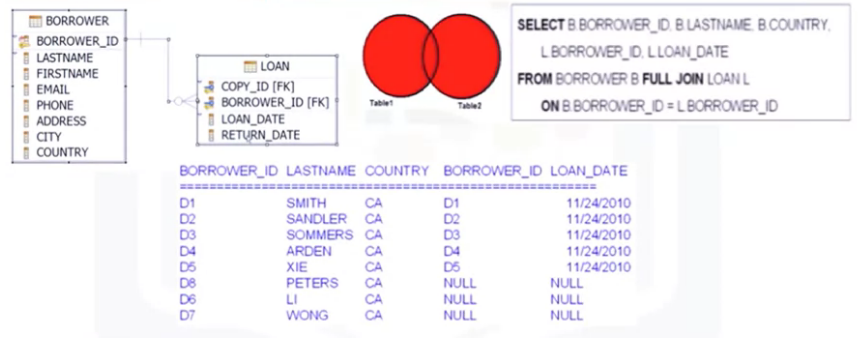 BORROWER
BORROWER_ID
LASTNAME
FIRSTNAME
EMAIL
PHONE
ADDRESS
CITY
COUNTRY
LOAN
COPY_ID [FK]
BORROWER_ID [FK]
LOAN_DATE
RETURN_DATE
Table1
Table2
SELECT B.BORROWER_ID, B.LASTNAME, B.COUNTRY,
L.BORROWER_ID, L.LOAN_DATE
FROM BORROWER B FULL JOIN LOAN L
ON B.BORROWER_ID = L.BORROWER_ID
BORROWER_ID LASTNAME COUNTRY BORROWER_ID LOAN_DATE
==========================================================
D1 SMITH CA D1 11/24/2010
D2 SANDLER CA D2 11/24/2010
D3 SOMMERS CA D3 11/24/2010
D4 ARDEN CA D4 11/24/2010
D5 XIE CA D5 11/24/2010
D8 PETERS CA NULL NULL
D6 LI CA NULL NULL
D7 WONG CA NULL NULL